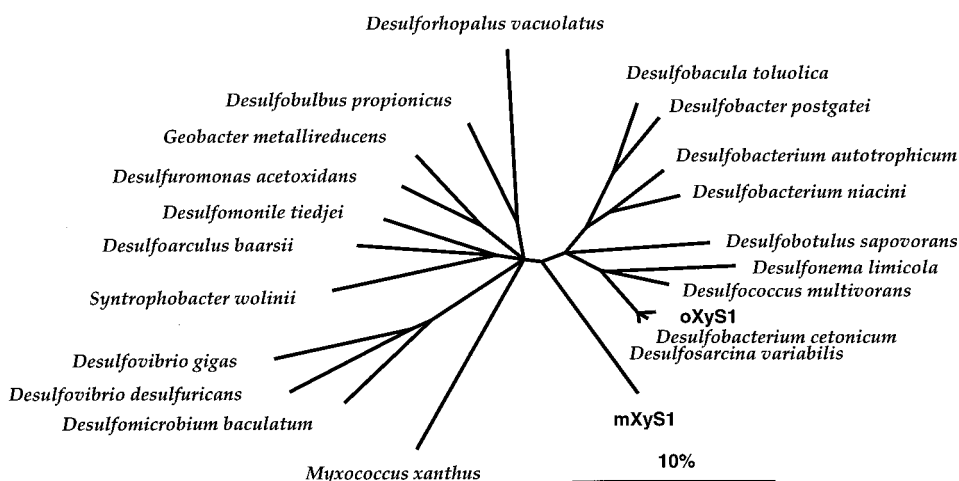 Desulforhopalus vacuolatus
Desulfobacula toluolica
Desulfobulbus propionicus
Desulfobacter postgatei
Geobacter metallireducens
Desulfobacterium autotrophicum
Desulfuromonas acetoxidans
Desulfobacterium niacini
Desulfomonile tiedjei
Desulfoarculus baarsii
Desulfobotulus sapovorans
Desulfonema limicola
Syntrophobacter wolinii
Desulfococcus multivorans
oXyS1
Desulfobacterium cetonicum
Desulfosarcina variabilis
Desulfovibrio gigas
Desulfovibrio desulfuricans
Desulfomicrobium baculatum
mXyS1
Myxococcus xanthus
10%